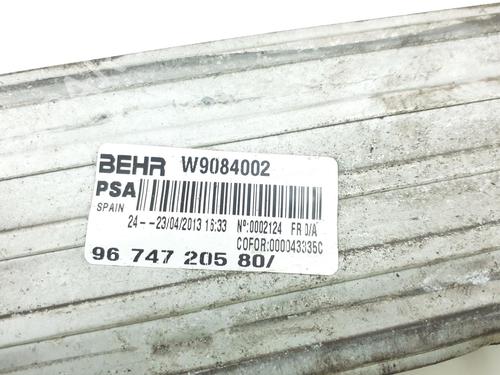 BEHR W9084002
PSA
SPAIN
24--23/04/2013 16:33 Nº:0002124 FR 0/A
COFOR:000043335C
96 747 205 80/